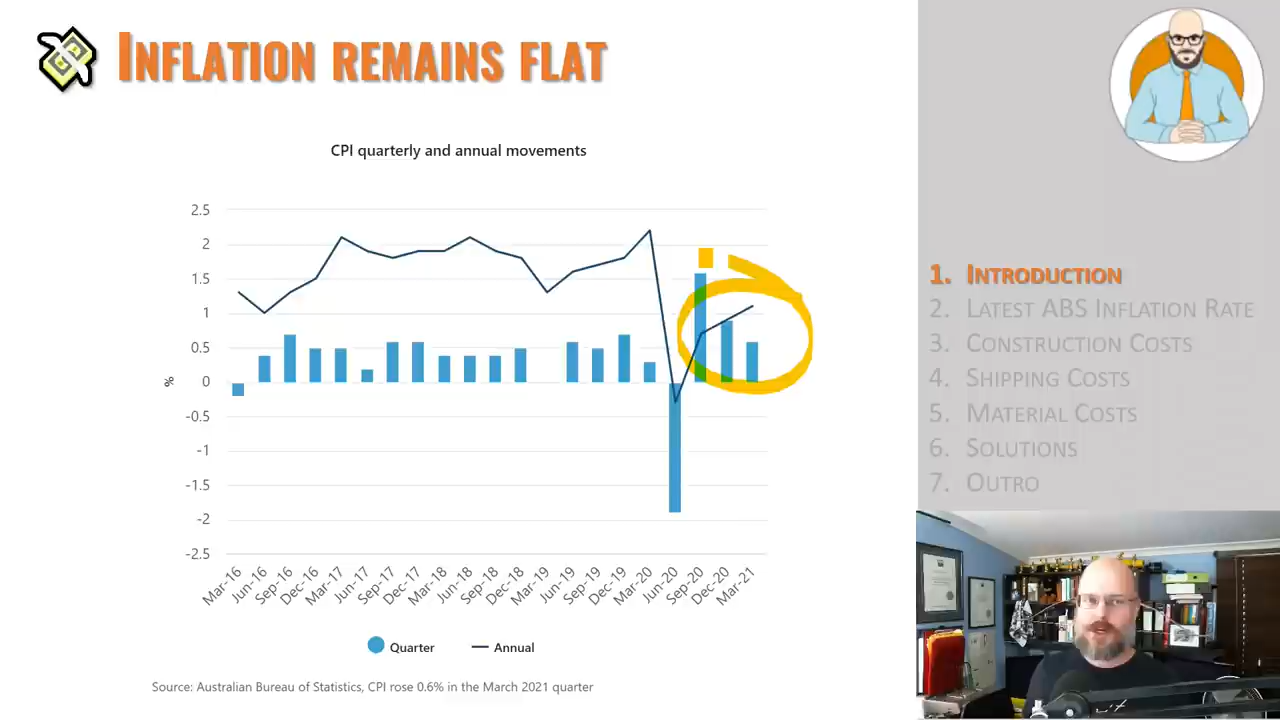 INFLATION REMAINS FLAT
CPI quarterly and annual movements
2.5
2
1.5
1
0.5
0
-0.5
-1
-1.5
-2
-2.5
%
Mar-16
Jun-16
Sep-16
Dec-16
Mar-17
Jun-17
Sep-17
Dec-17
Mar-18
Jun-18
Sep-18
Dec-18
Mar-19
Jun-19
Sep-19
Dec-19
Mar-20
Jun-20
Sep-20
Dec-20
Mar-21
Quarter
Annual
Source: Australian Bureau of Statistics, CPI rose 0.6% in the March 2021 quarter
1. INTRODUCTION
2. LATEST ABS INFLATION RATE
3. CONSTRUCTION COSTS
4. SHIPPING COSTS
5. MATERIAL COSTS
6. SOLUTIONS
7. OUTRO